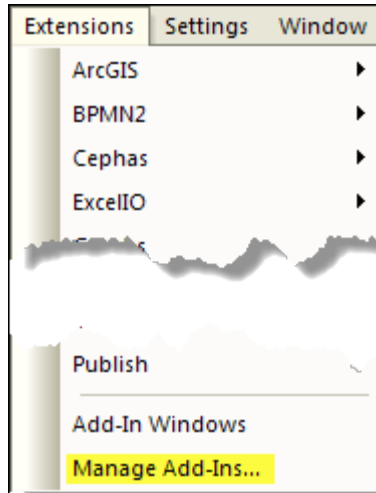 Extensions Settings Window
ArcGIS
BPMN2
Cephas
ExcelIO
Publish
Add-In Windows
Manage Add-Ins...